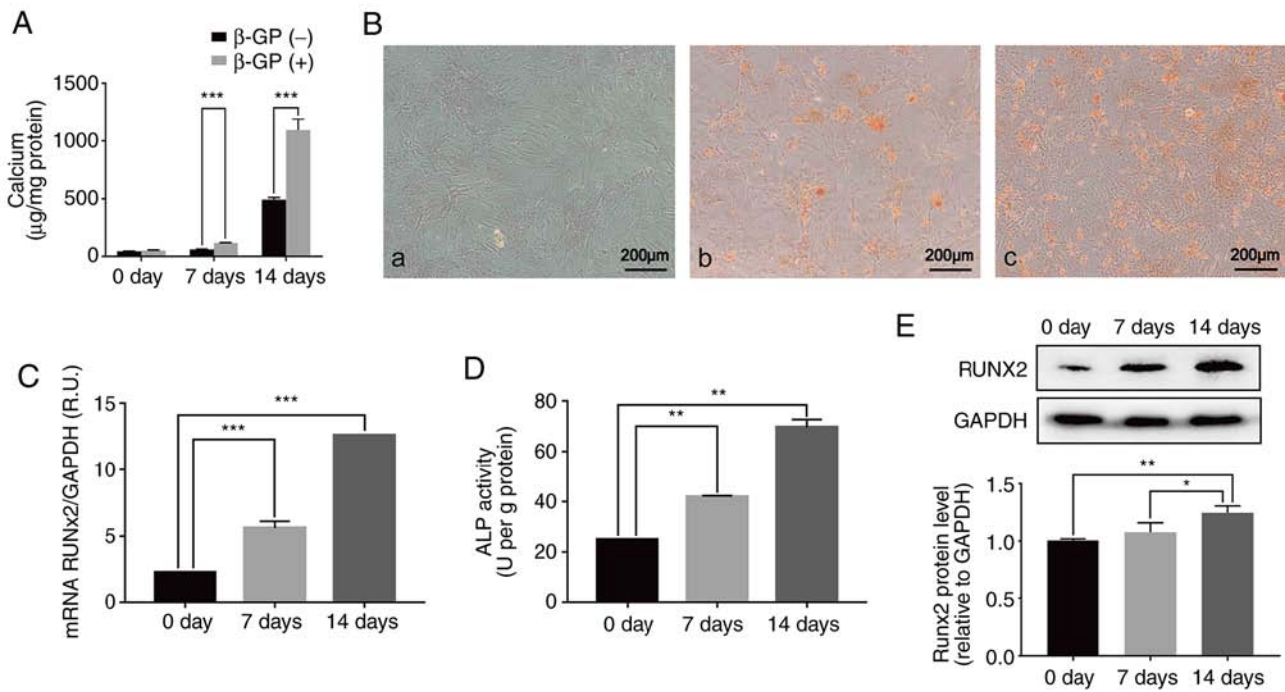 A
β-GP (−)
β-GP (+)
Calcium
(μg/mg protein)
1500
1000
500
0
***
***
0 day
7 days
14 days
B
a
200μm
b
200μm
c
200μm
C
mRNA RUNx2/GAPDH (R.U.)
15
10
5
0
***
***
0 day
7 days
14 days
D
ALP activity
(U per g protein)
80
60
40
20
0
**
**
0 day
7 days
14 days
E
0 day 7 days 14 days
RUNX2
GAPDH
Runx2 protein level
(relative to GAPDH)
1.5
1.0
0.5
0.0
**
*
0 day
7 days
14 days